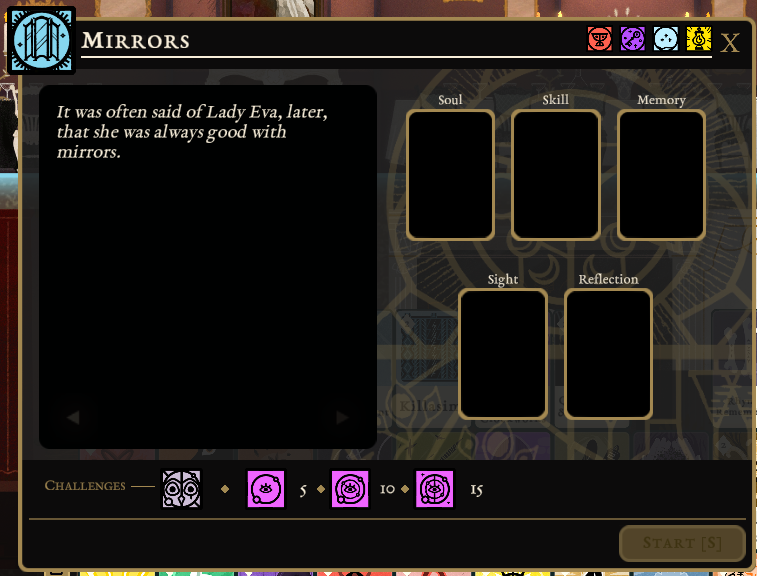 Mirrors
X
It was often said of Lady Eva, later,
that she was always good with
mirrors.
Soul
Skill
Memory
Sight
Reflection
Challenges
5
10
15
Start [S]